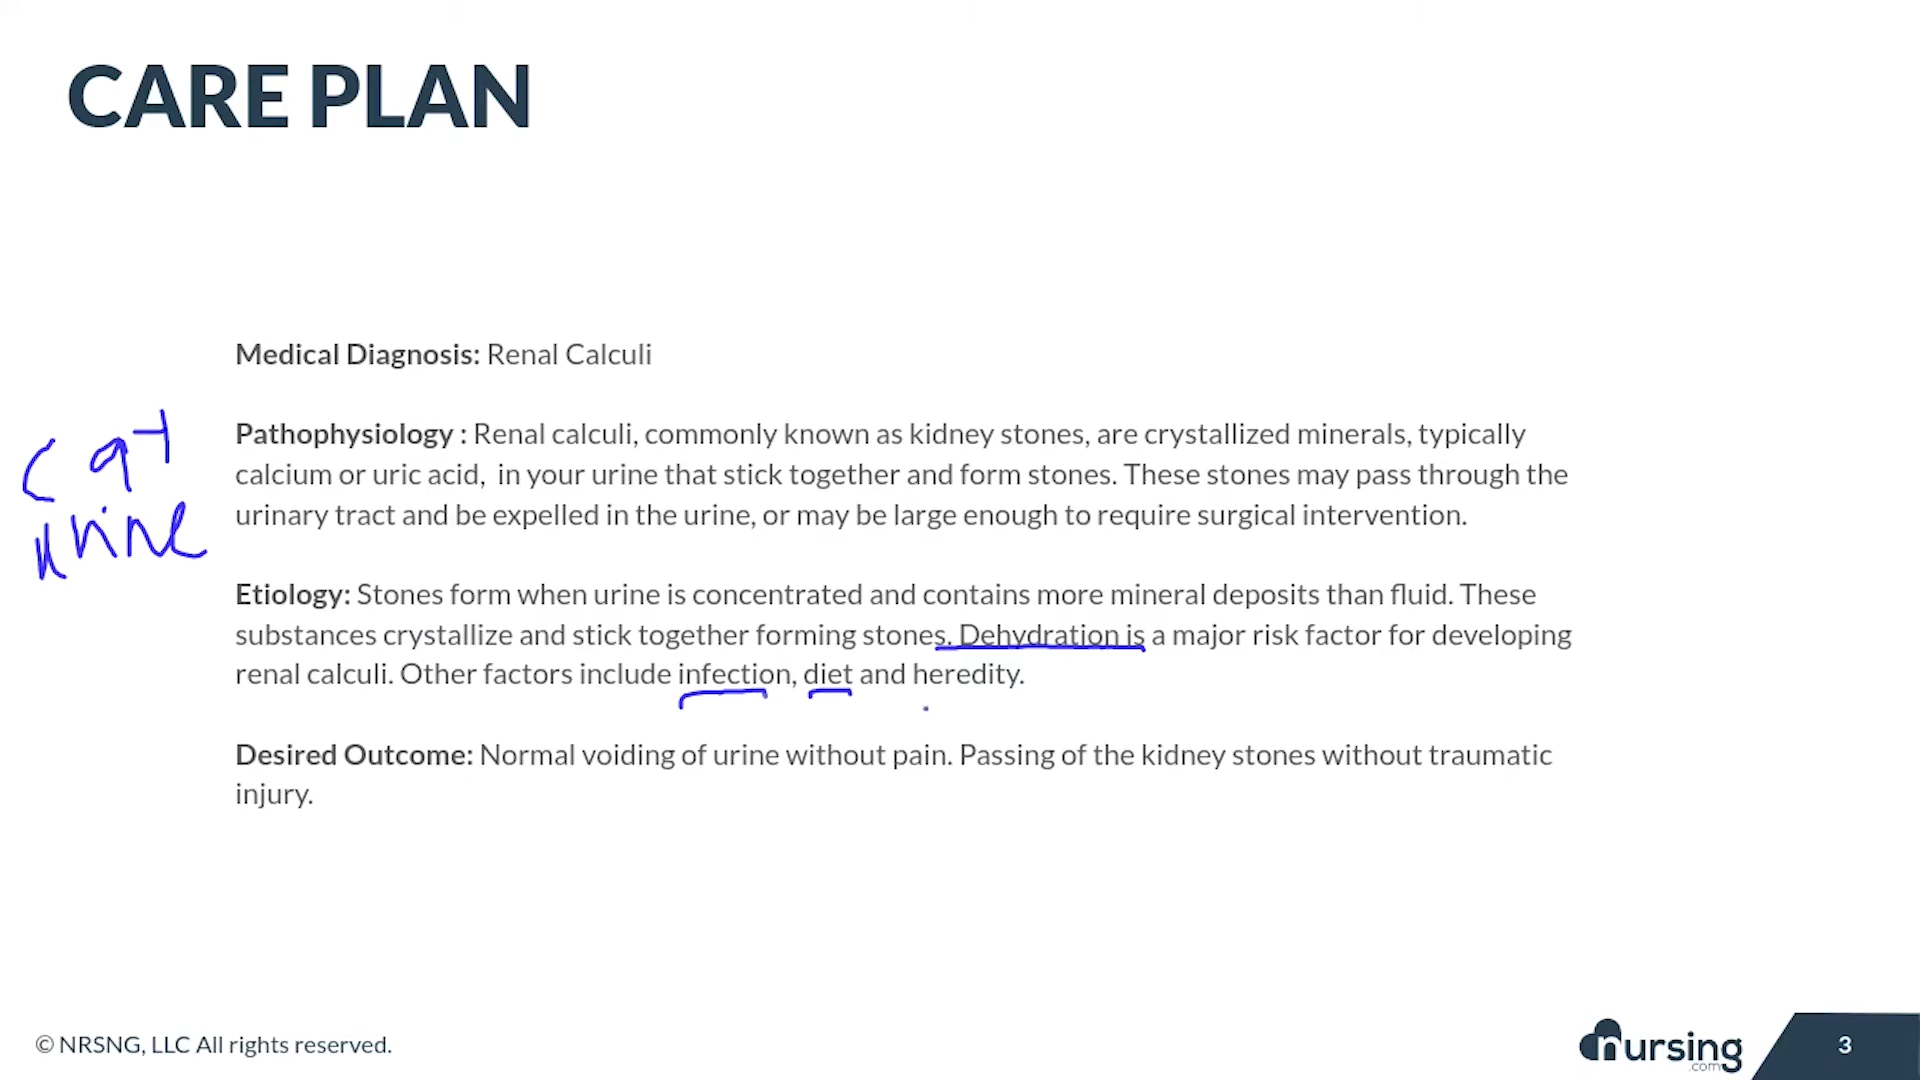 CARE PLAN
Medical Diagnosis: Renal Calculi
Pathophysiology : Renal calculi, commonly known as kidney stones, are crystallized minerals, typically
calcium or uric acid, in your urine that stick together and form stones. These stones may pass through the
urinary tract and be expelled in the urine, or may be large enough to require surgical intervention.
urine
Etiology: Stones form when urine is concentrated and contains more mineral deposits than fluid. These
substances crystallize and stick together forming stones. Dehydration is a major risk factor for developing
renal calculi. Other factors include infection, diet and heredity.
Desired Outcome: Normal voiding of urine without pain. Passing of the kidney stones without traumatic
injury.
© NRSNG, LLC All rights reserved.
nursing
.com
3